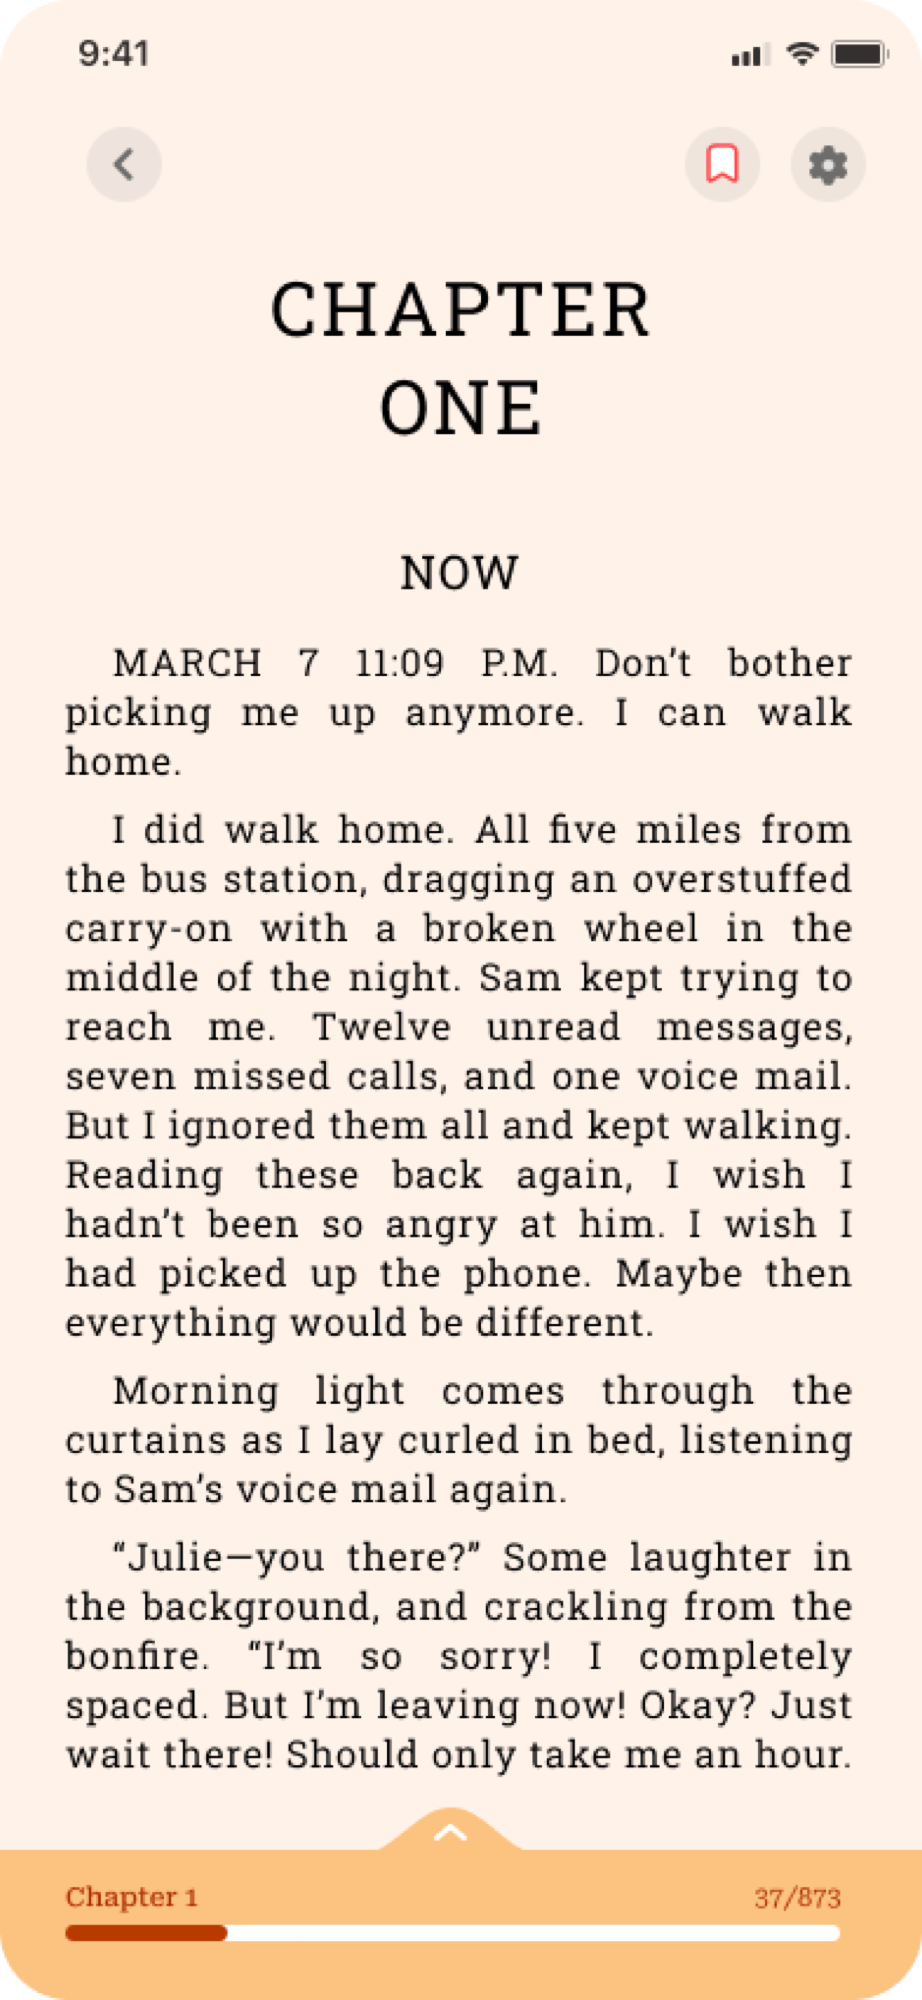 9:41
CHAPTER
ONE
NOW
MARCH 7 11:09 P.M. Don’t bother
picking me up anymore. I can walk
home.
I did walk home. All five miles from
the bus station, dragging an overstuffed
carry-on with a broken wheel in the
middle of the night. Sam kept trying to
reach me. Twelve unread messages,
seven missed calls, and one voice mail.
But I ignored them all and kept walking.
Reading these back again, I wish I
hadn’t been so angry at him. I wish I
had picked up the phone. Maybe then
everything would be different.
Morning light comes through the
curtains as I lay curled in bed, listening
to Sam’s voice mail again.
“Julie—you there?” Some laughter in
the background, and crackling from the
bonfire. “I’m so sorry! I completely
spaced. But I’m leaving now! Okay? Just
wait there! Should only take me an hour.
Chapter 1
37/873